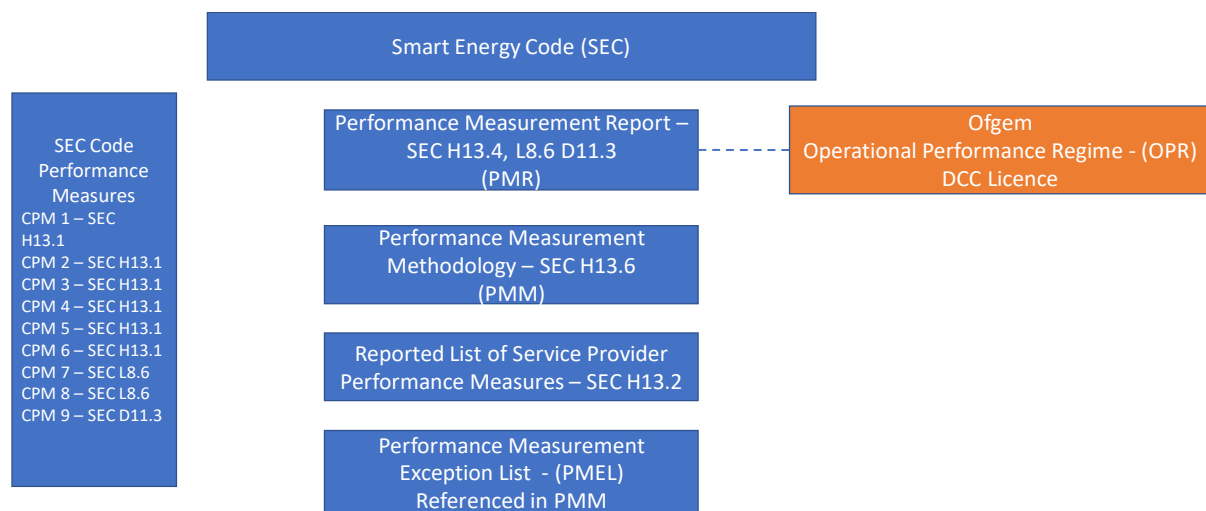 Smart Energy Code (SEC)
SEC Code
Performance
Measures
CPM 1 – SEC
H13.1
CPM 2 – SEC H13.1
CPM 3 – SEC H13.1
CPM 4 – SEC H13.1
CPM 5 – SEC H13.1
CPM 6 – SEC H13.1
CPM 7 – SEC L8.6
CPM 8 – SEC L8.6
CPM 9 – SEC D11.3
Performance Measurement Report –
SEC H13.4, L8.6 D11.3
(PMR)
Ofgem
Operational Performance Regime - (OPR)
DCC Licence
Performance Measurement
Methodology – SEC H13.6
(PMM)
Reported List of Service Provider
Performance Measures – SEC H13.2
Performance Measurement
Exception List - (PMEL)
Referenced in PMM